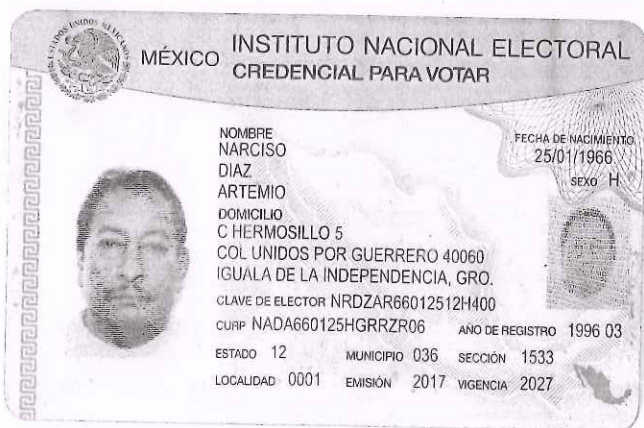 ESTADOS UNIDOS MEXICANOS
MÉXICO INSTITUTO NACIONAL ELECTORAL
CREDENCIAL PARA VOTAR
NOMBRE
NARCISO
DIAZ
ARTEMIO
FECHA DE NACIMIENTO
25/01/1966
SEXO H
DOMICILIO
C HERMOSILLO 5
COL UNIDOS POR GUERRERO 40060
IGUALA DE LA INDEPENDENCIA, GRO.
CLAVE DE ELECTOR NRDZAR66012512H400
CURP NADA660125HGRRZR06 AÑO DE REGISTRO 1996 03
ESTADO 12 MUNICIPIO 036 SECCIÓN 1533
LOCALIDAD 0001 EMISIÓN 2017 VIGENCIA 2027